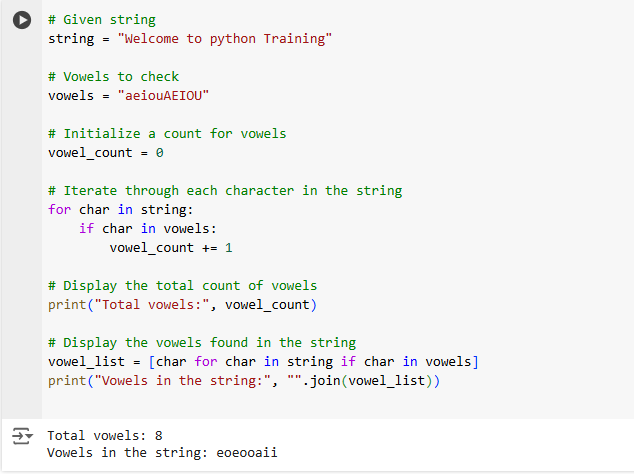 # Given string
string = "Welcome to python Training"
# Vowels to check
vowels = "aeiouAEIOU"
# Initialize a count for vowels
vowel_count = 0
# Iterate through each character in the string
for char in string:
    if char in vowels:
        vowel_count += 1
# Display the total count of vowels
print("Total vowels:", vowel_count)
# Display the vowels found in the string
vowel_list = [char for char in string if char in vowels]
print("Vowels in the string:", "".join(vowel_list))
Total vowels: 8
Vowels in the string: eoeooaii